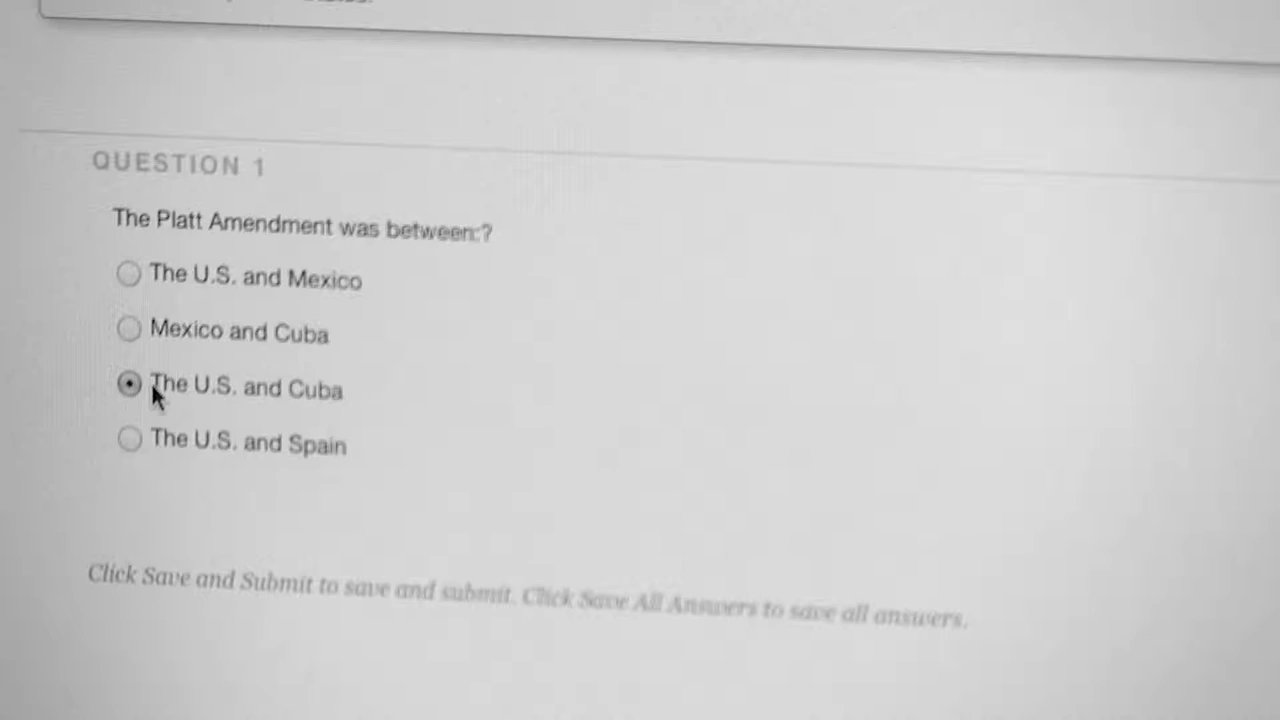 QUESTION 1
The Platt Amendment was between:?
The U.S. and Mexico
Mexico and Cuba
The U.S. and Cuba
The U.S. and Spain
Click Save and Submit to save and submit. Click Save All Answers to save all answers.